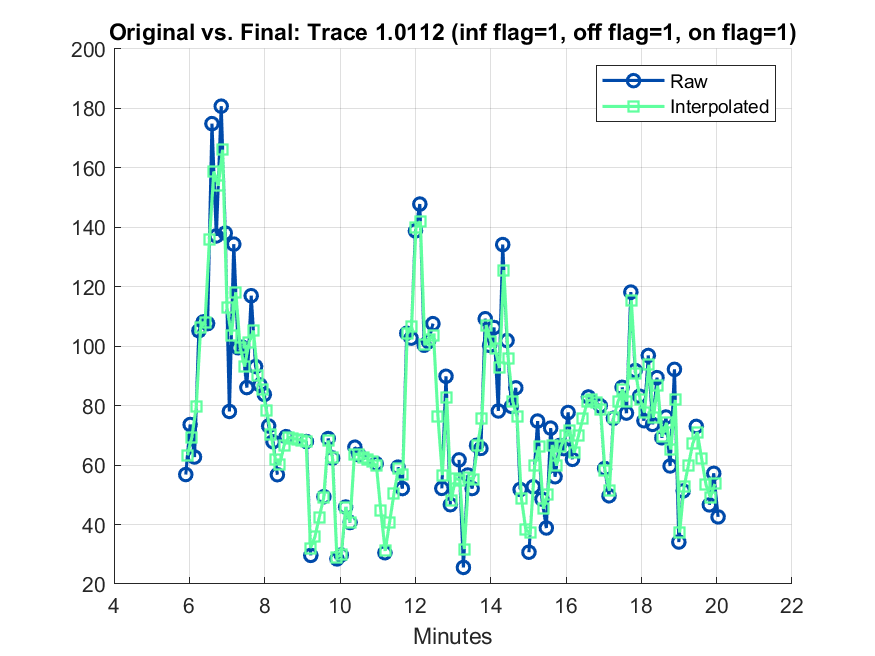 Original vs. Final: Trace 1.0112 (inf flag=1, off flag=1, on flag=1)
200
180
160
140
120
100
80
60
40
20
Raw
Interpolated
4 6 8 10 12 14 16 18 20 22
Minutes